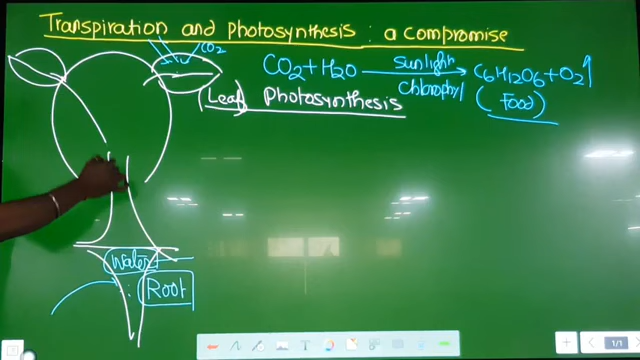 Transpiration and photosynthesis : a compromise
CO2
CO2 + H2O Sunlight Chlorophyl C6H12O6 + O2↑
(Leaf) Photosynthesis (Food)
Water
Root
1/1